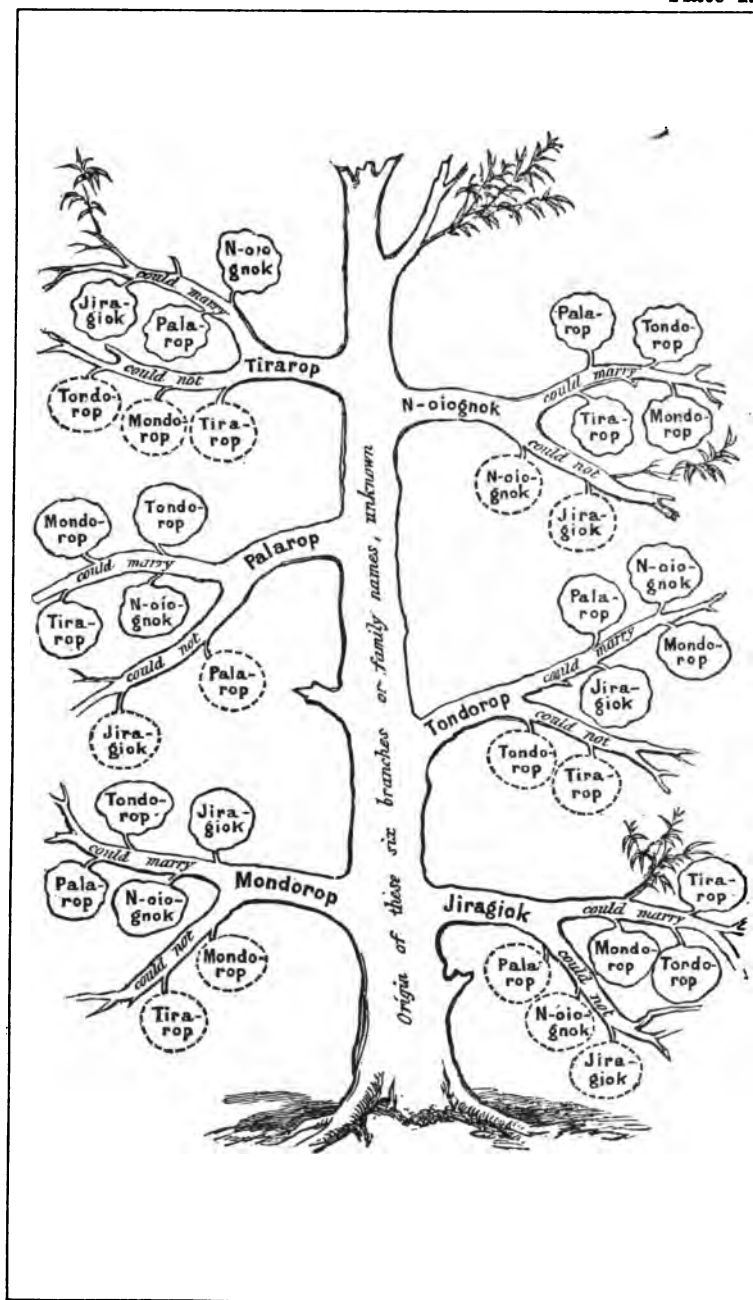 N-oio
gnok
could marry
Jira-
giok
Pala-
rop
Tirarop
could not
Tondo-
rop
Mondo-
rop
Tira-
rop
Pala-
rop
Tondo-
rop
could marry
N-oiognok
Tira-
rop
Mondo-
rop
could not
N-oio-
gnok
Jira-
giok
Mondo-
rop
Tondo-
rop
could marry
Palarop
Tira-
rop
N-oio-
gnok
could not
Pala-
rop
Jira-
giok
N-oio-
gnok
Pala-
rop
could marry
Mondo-
rop
Jira-
giok
Tondorop
could not
Tondo-
rop
Tira-
rop
Tondo-
rop
Jira-
giok
could marry
Mondorop
Pala-
rop
N-oio-
gnok
could not
Mondo-
rop
Tira-
rop
Tira-
rop
Jiragiok
could marry
Mondo-
rop
Tordo-
rop
could not
Pala
rop
N-oio-
gnok
Jira-
giok
Origin of these six branches or family names, unknown